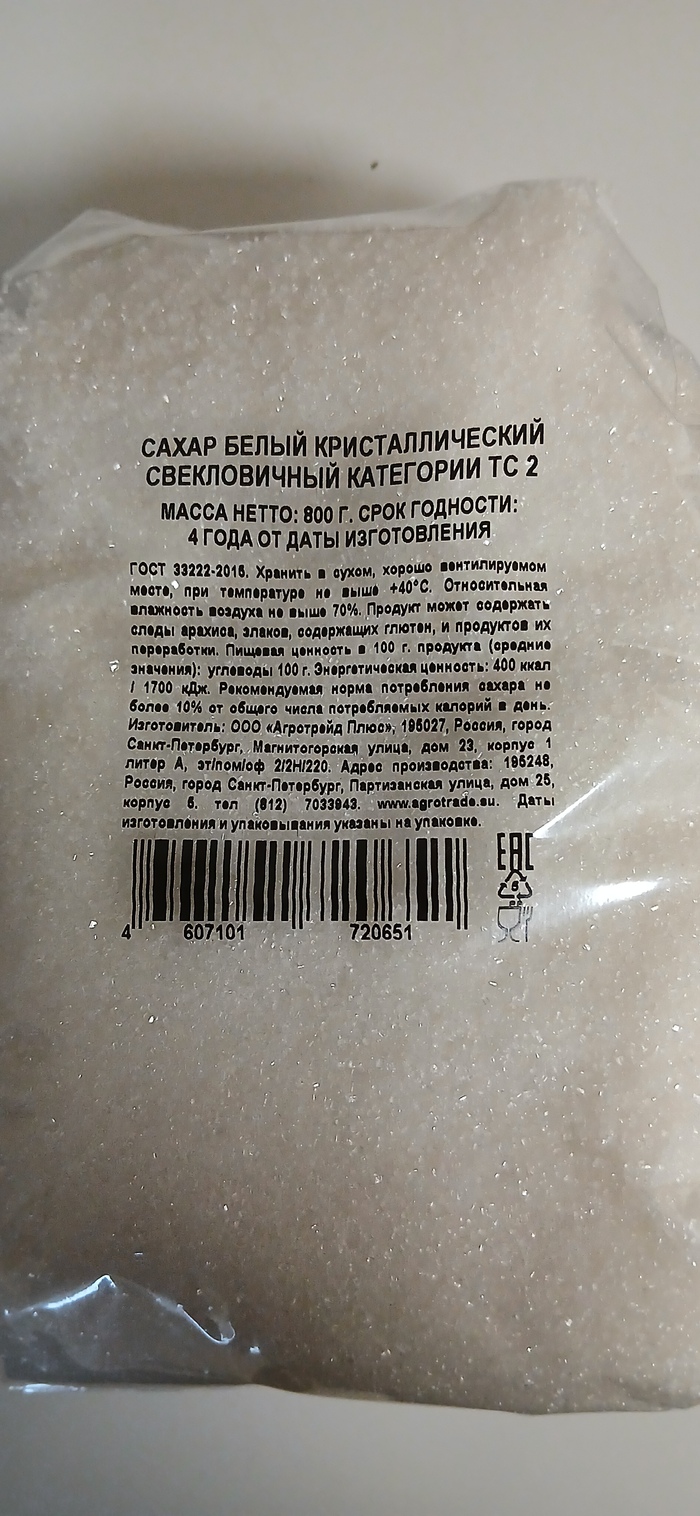 САХАР БЕЛЫЙ КРИСТАЛЛИЧЕСКИЙ
СВЕКЛОВИЧНЫЙ КАТЕГОРИИ ТС 2
МАССА НЕТТО: 800 Г. СРОК ГОДНОСТИ:
4 ГОДА ОТ ДАТЫ ИЗГОТОВЛЕНИЯ
ГОСТ 33222-2015. Хранить в сухом, хорошо вентилируемом
месте, при температуре не выше +40°С. Относительная
влажность воздуха не выше 70%. Продукт может содержать
следы арахиса, злаков, содержащих глютен, и продуктов их
переработки. Пищевая ценность в 100 г. продукта (средние
значения): углеводы 100 г. Энергетическая ценность: 400 ккал
/ 1700 кДж. Рекомендуемая норма потребления сахара не
более 10% от общего числа потребляемых калорий в день.
Изготовитель: ООО «Агротрейд Плюс», 195027, Россия, город
Санкт-Петербург, Магнитогорская улица, дом 23, корпус 1
литер А, эт/пом/оф 2/2Н/220. Адрес производства: 195248,
Россия, город Санкт-Петербург, Партизанская улица, дом 25,
корпус 5. тел (812) 7033943. www.agrotrade.su. Даты
изготовления и упаковывания указаны на упаковке.
EAC
5
4 607101 720651